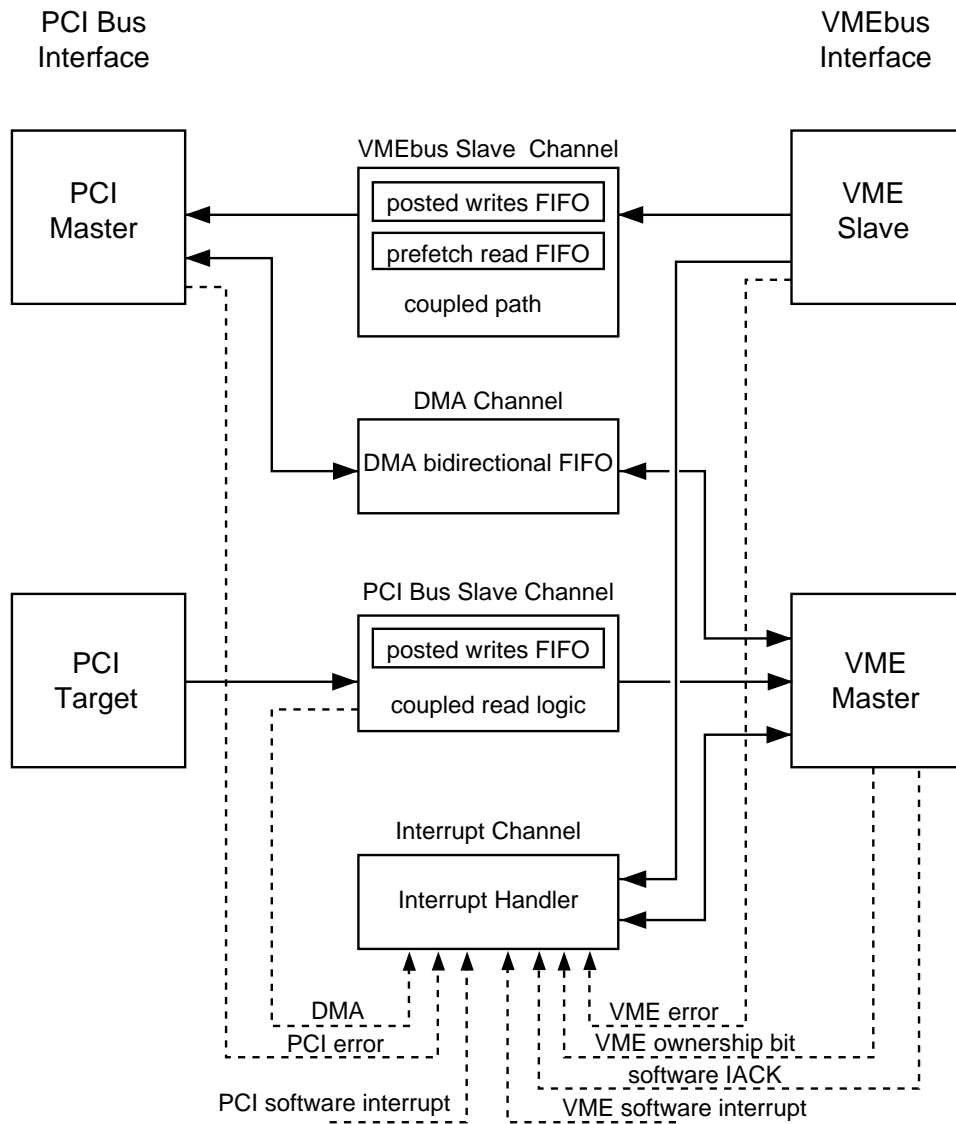 PCI Bus
Interface
VMEbus
Interface
PCI
Master
VMEbus Slave  Channel
posted writes FIFO
prefetch read FIFO
coupled path
VME
Slave
DMA Channel
DMA bidirectional FIFO
PCI
Target
PCI Bus Slave Channel
posted writes FIFO
coupled read logic
VME
Master
Interrupt Channel
Interrupt Handler
DMA
PCI error
PCI software interrupt
VME error
VME ownership bit
software IACK
VME software interrupt